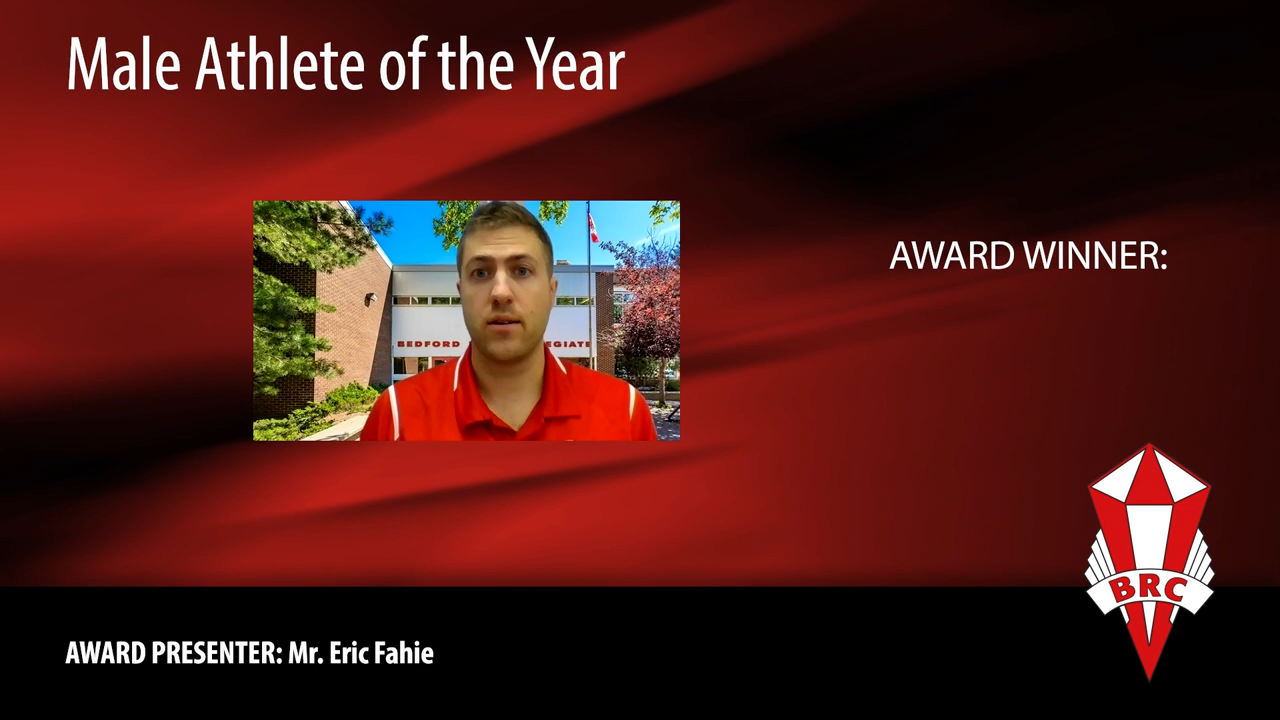 Male Athlete of the Year
AWARD WINNER:
BEDFORD EGIATE
BRC
AWARD PRESENTER: Mr. Eric Fahie